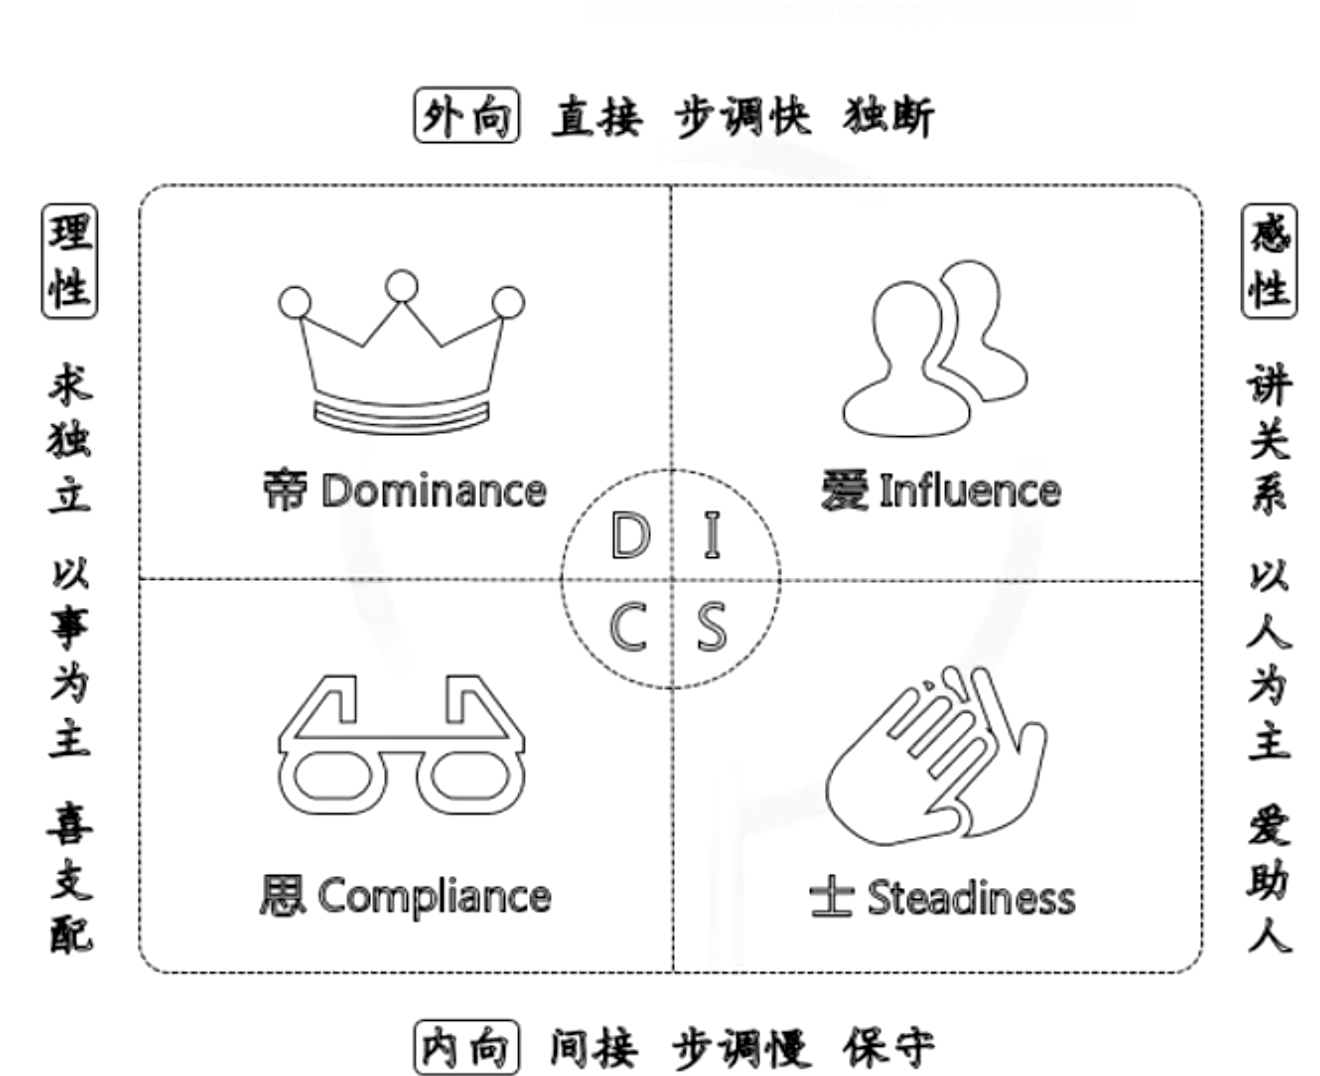 外向 直接 步调快 独断
理性 求独立 以事为主 喜支配
感性 讲关系 以人为主 爱助人
帝 Dominance
爱 Influence
D I
C S
思 Compliance
士 Steadiness
内向 间接 步调慢 保守